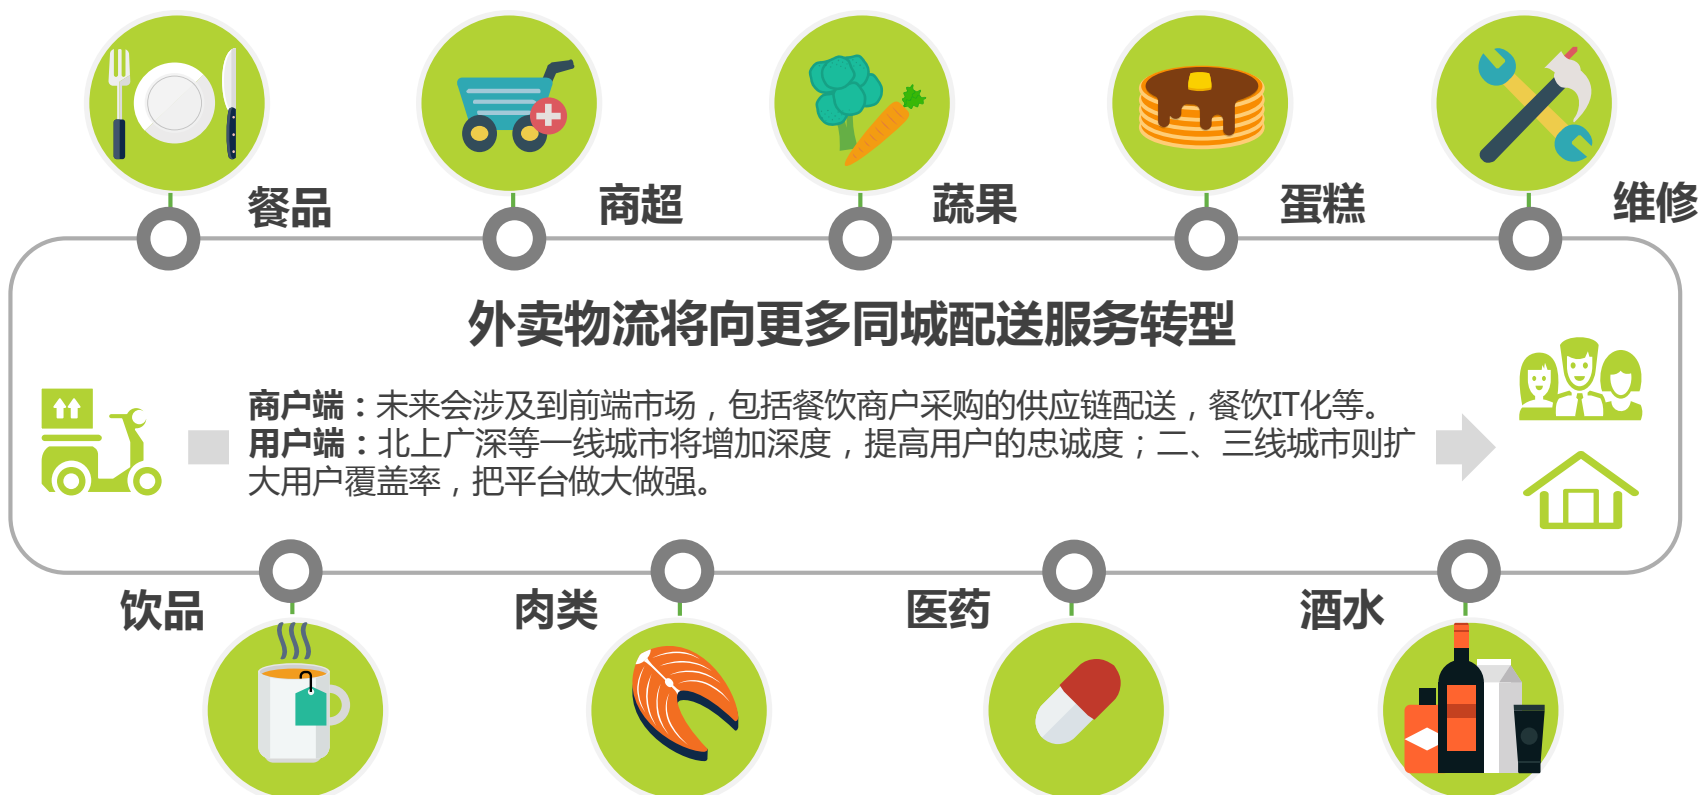 餐品
商超
蔬果
蛋糕
维修
外卖物流将向更多同城配送服务转型
商户端：未来会涉及到前端市场，包括餐饮商户采购的供应链配送，餐饮IT化等。
用户端：北上广深等一线城市将增加深度，提高用户的忠诚度；二、三线城市则扩
大用户覆盖率，把平台做大做强。
饮品
肉类
医药
酒水